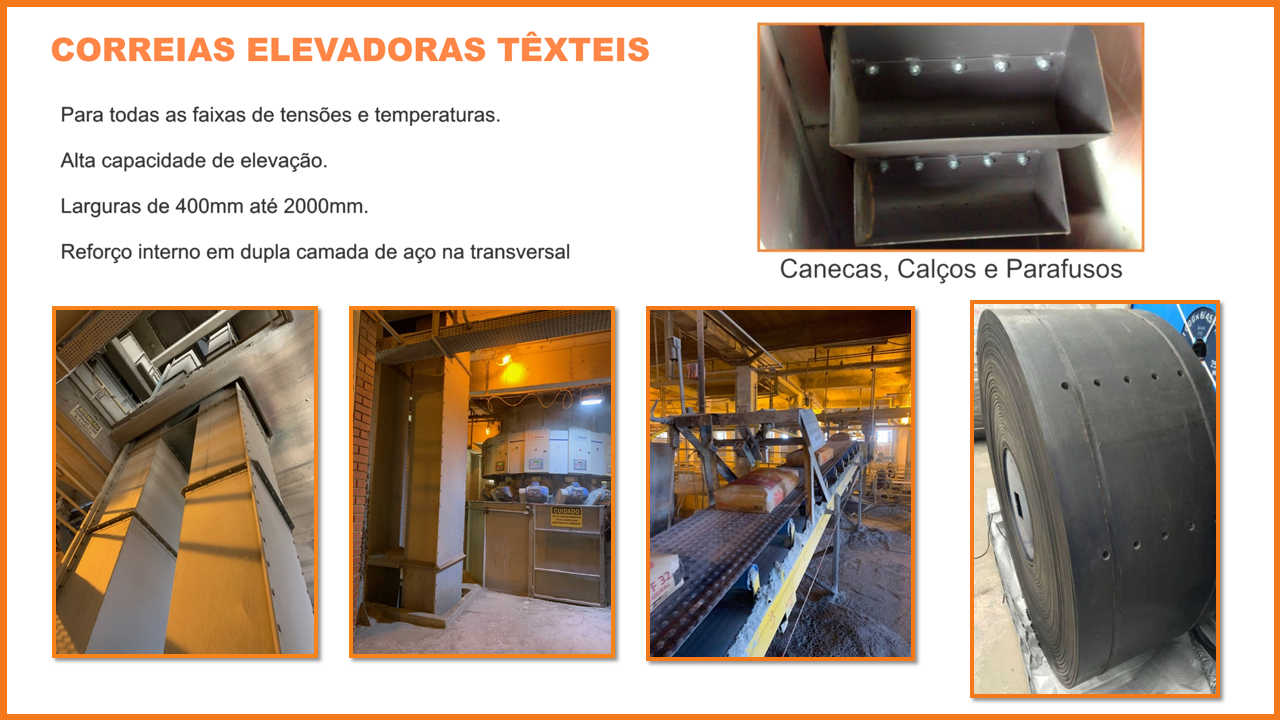 CORREIAS ELEVADORAS TÊXTEIS
Para todas as faixas de tensões e temperaturas.
Alta capacidade de elevação.
Larguras de 400mm até 2000mm.
Reforço interno em dupla camada de aço na transversal
Canecas, Calços e Parafusos
CUIDADO
F 32